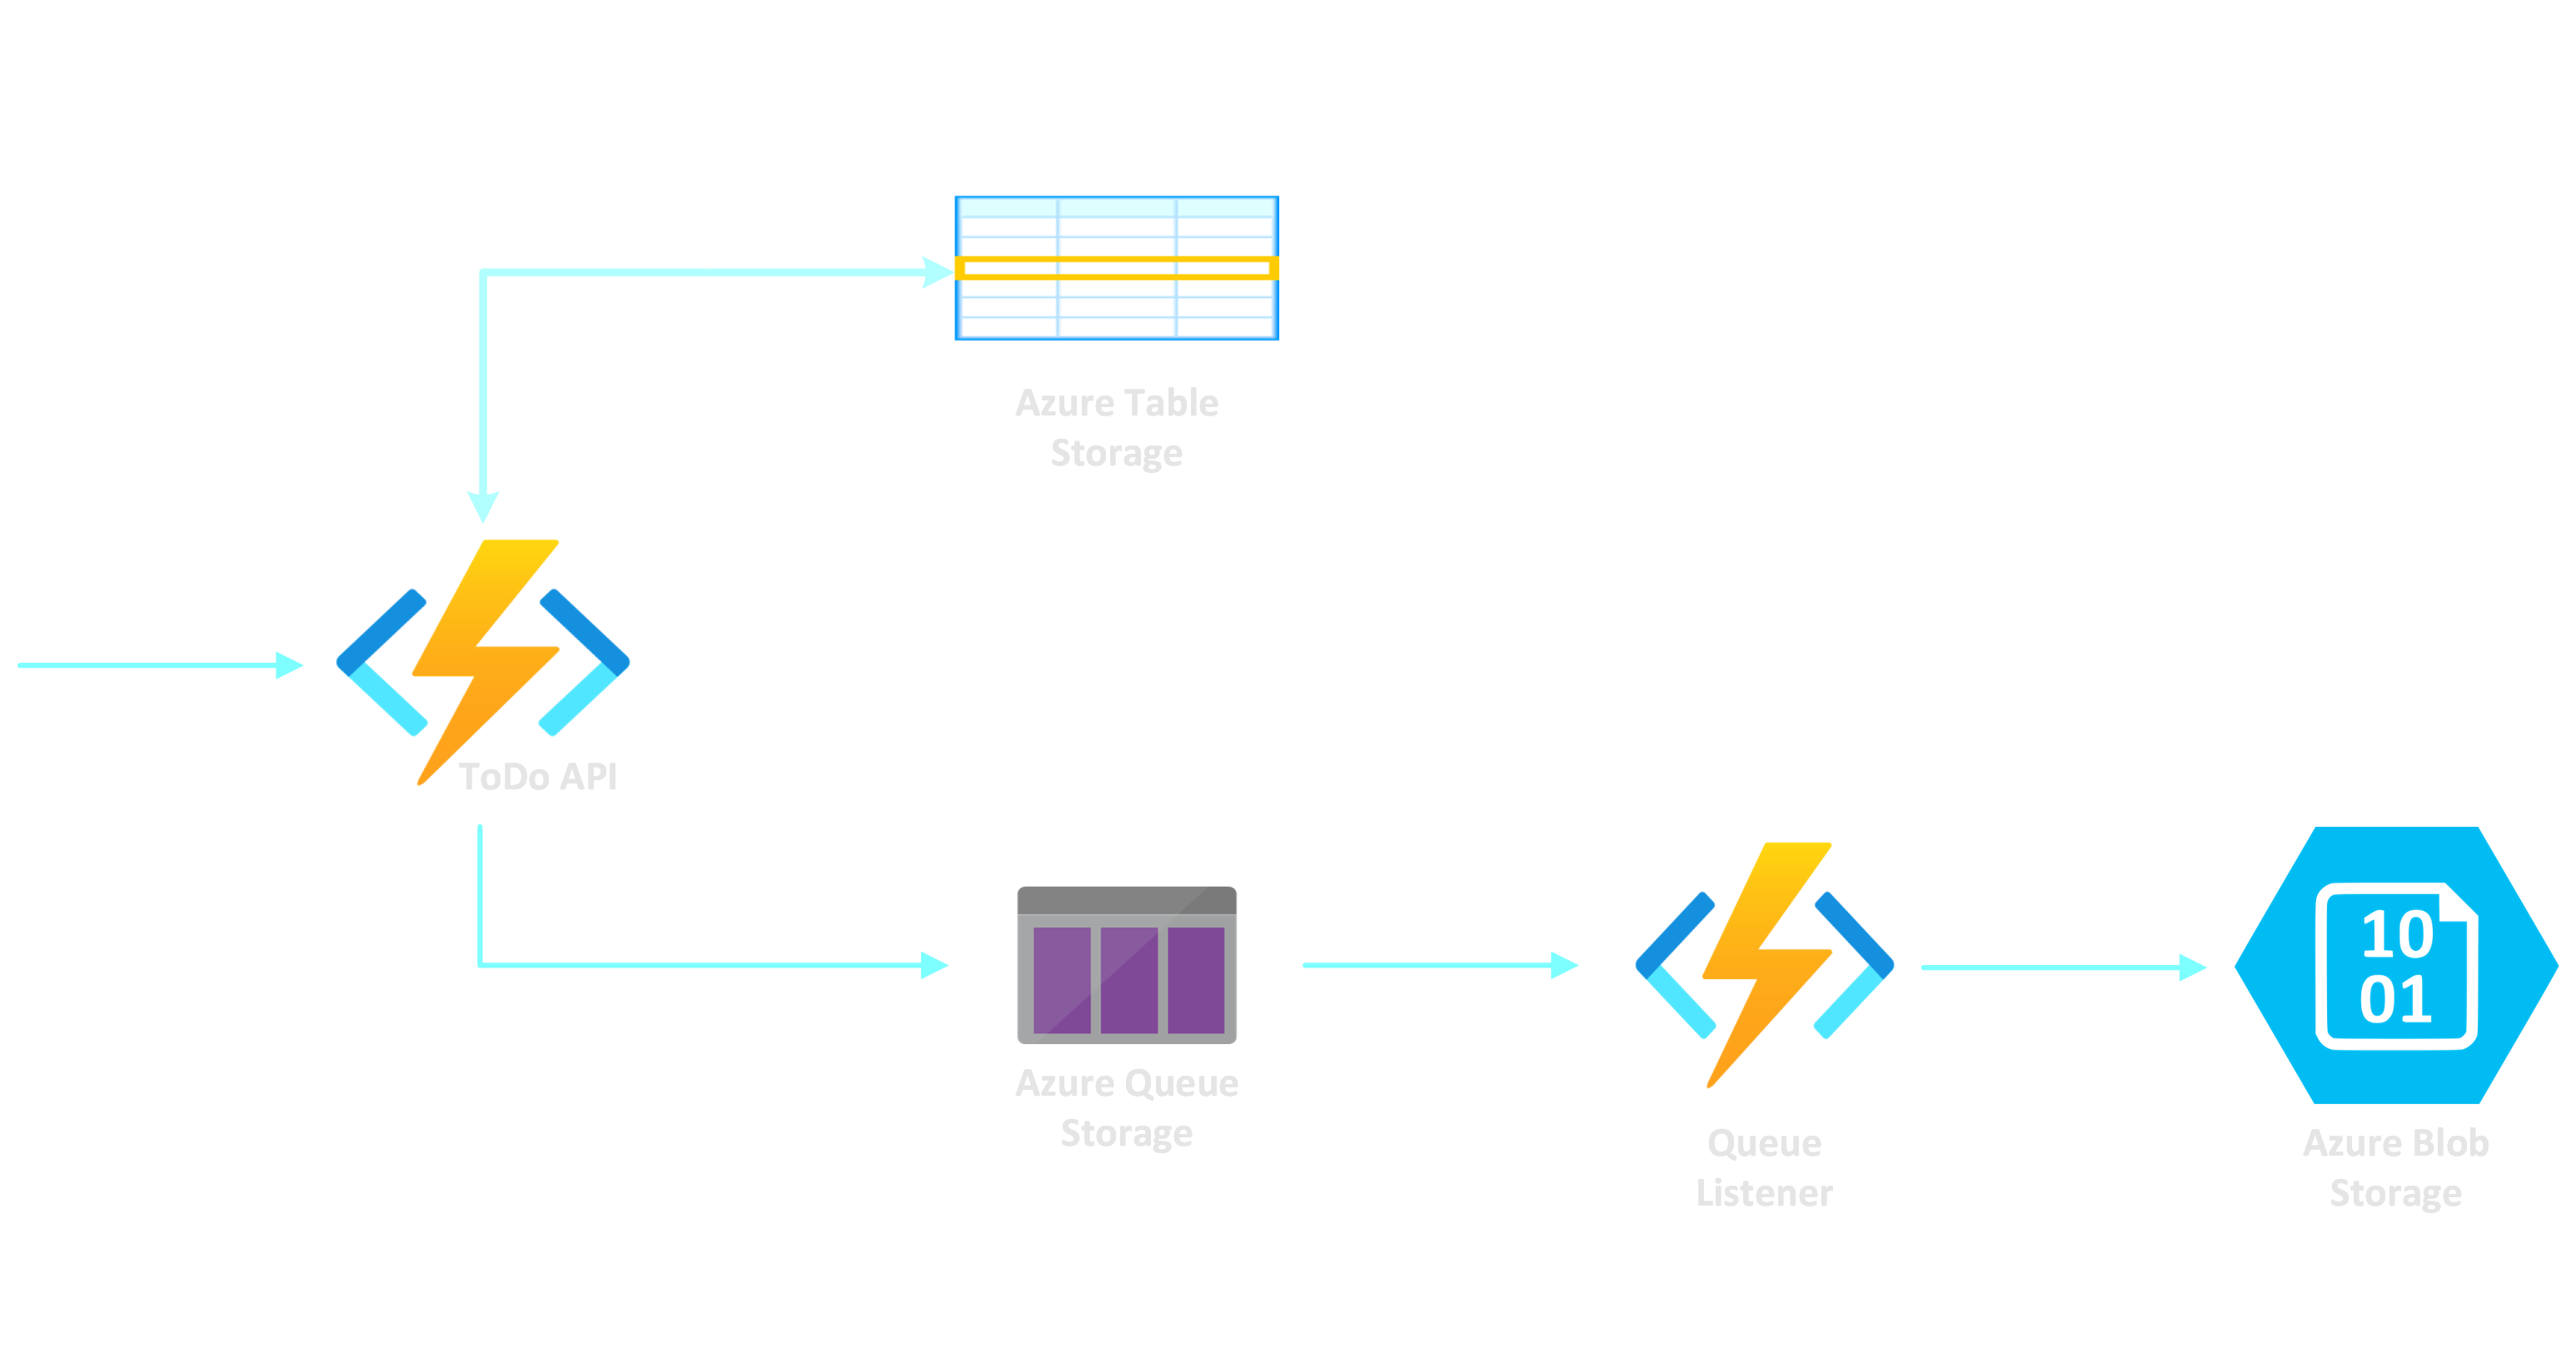 Azure Table
Storage
ToDo API
Azure Queue
Storage
Queue
Listener
10
01
Azure Blob
Storage